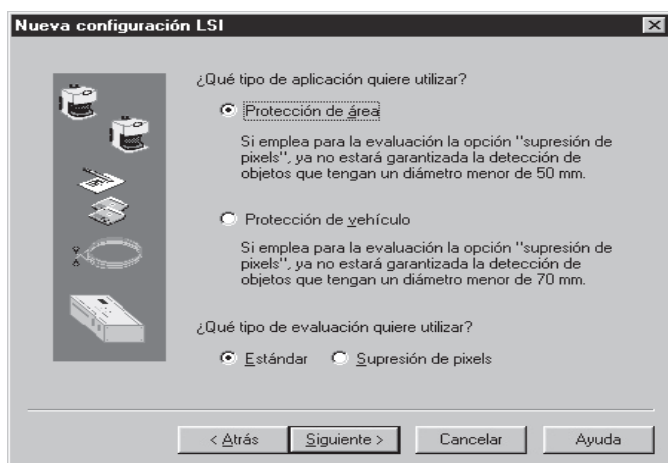 Nueva configuración LSI
¿Qué tipo de aplicación quiere utilizar?
Protección de área
Si emplea para la evaluación la opción "supresión de
pixels", ya no estará garantizada la detección de
objetos que tengan un diámetro menor de 50 mm.
Protección de vehículo
Si emplea para la evaluación la opción "supresión de
pixels", ya no estará garantizada la detección de
objetos que tengan un diámetro menor de 70 mm.
¿Qué tipo de evaluación quiere utilizar?
Estándar Supresión de pixels
< Atrás Siguiente > Cancelar Ayuda